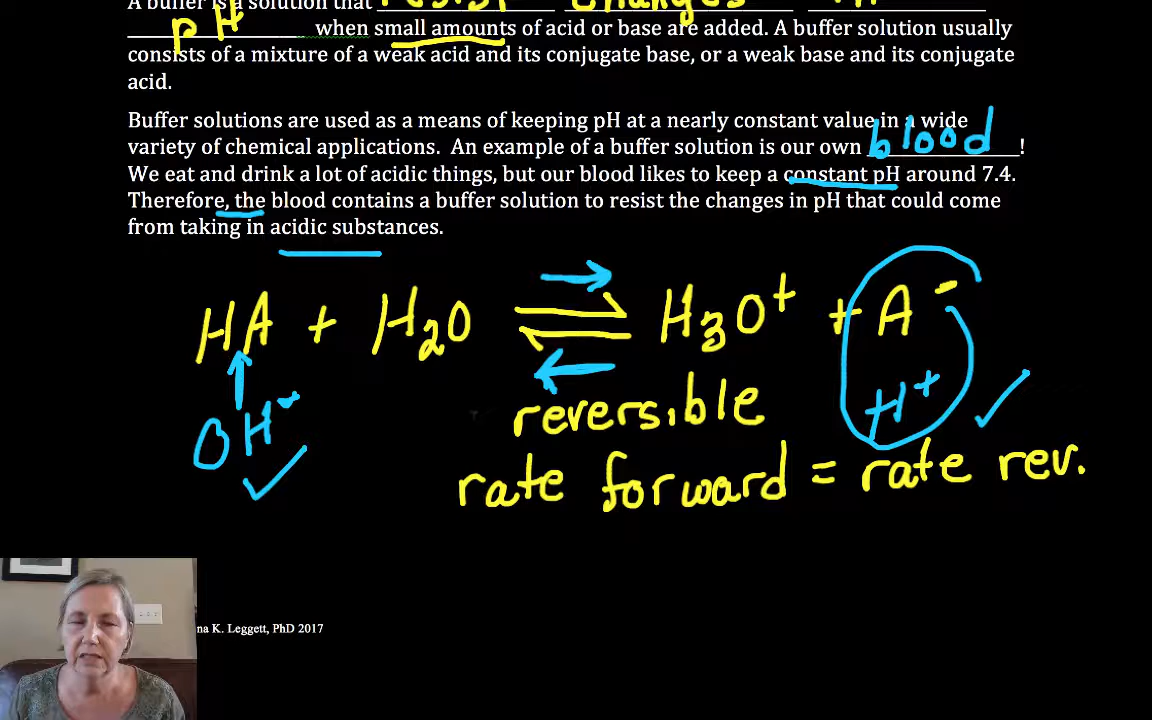 A buffer is a solution that resist changes in
pH when small amounts of acid or base are added. A buffer solution usually
consists of a mixture of a weak acid and its conjugate base, or a weak base and its conjugate
acid.
Buffer solutions are used as a means of keeping pH at a nearly constant value in a wide
variety of chemical applications. An example of a buffer solution is our own blood !
We eat and drink a lot of acidic things, but our blood likes to keep a constant pH around 7.4.
Therefore, the blood contains a buffer solution to resist the changes in pH that could come
from taking in acidic substances.
HA + H2O ⇌ H3O+ + A-
OH- reversible H+
rate forward = rate rev.
na K. Leggett, PhD 2017